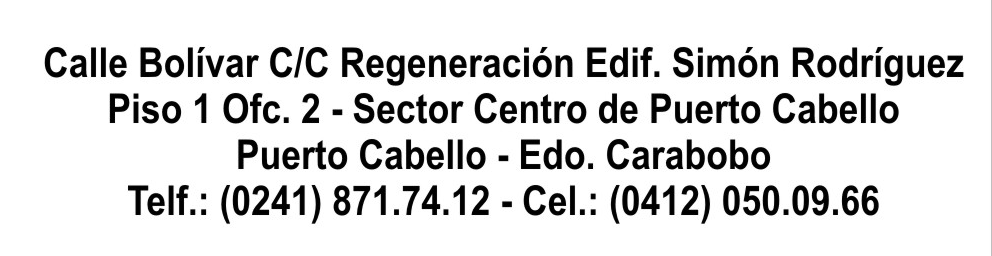 Calle Bolívar C/C Regeneración Edif. Simón Rodríguez
Piso 1 Ofc. 2 - Sector Centro de Puerto Cabello
Puerto Cabello - Edo. Carabobo
Telf.: (0241) 871.74.12 - Cel.: (0412) 050.09.66